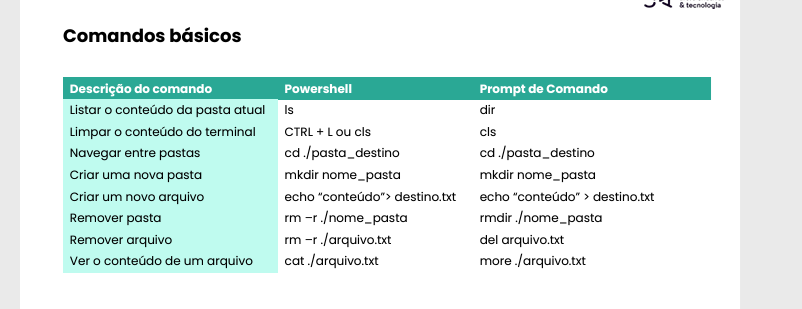 & tecnologia
Comandos básicos
Descrição do comando Powershell Prompt de Comando
Listar o conteúdo da pasta atual ls dir
Limpar o conteúdo do terminal CTRL + L ou cls cls
Navegar entre pastas cd ./pasta_destino cd ./pasta_destino
Criar uma nova pasta mkdir nome_pasta mkdir nome_pasta
Criar um novo arquivo echo “conteúdo”> destino.txt echo “conteúdo” > destino.txt
Remover pasta rm –r ./nome_pasta rmdir ./nome_pasta
Remover arquivo rm –r ./arquivo.txt del arquivo.txt
Ver o conteúdo de um arquivo cat ./arquivo.txt more ./arquivo.txt